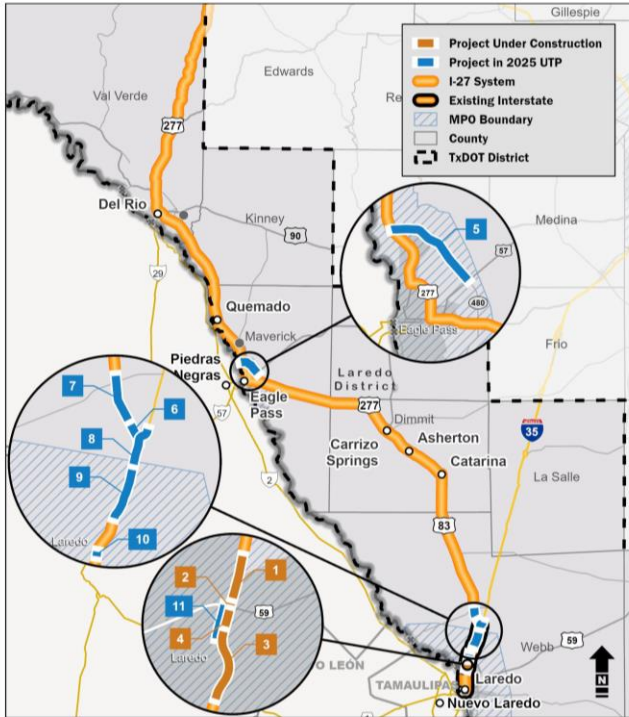 Gillespie
Project Under Construction
Project in 2025 UTP
I-27 System
Existing Interstate
MPO Boundary
County
TxDOT District
Edwards
Re
Val Verde
277
Del Rio
Kinney
90
Medina
5
57
29
277
480
Eagle Pass
Quemado
Maverick
Frio
Piedras
Negras
Laredo
District
7
6
57
Eagle
Pass
277
Dimmit
35
8
Carrizo
Springs
Asherton
Catarina
La Salle
9
2
83
Laredo
10
1
2
11
59
4
3
Laredo
Webb
59
O LEÓN
Laredo
TAMAULIPAS
Nuevo Laredo
N